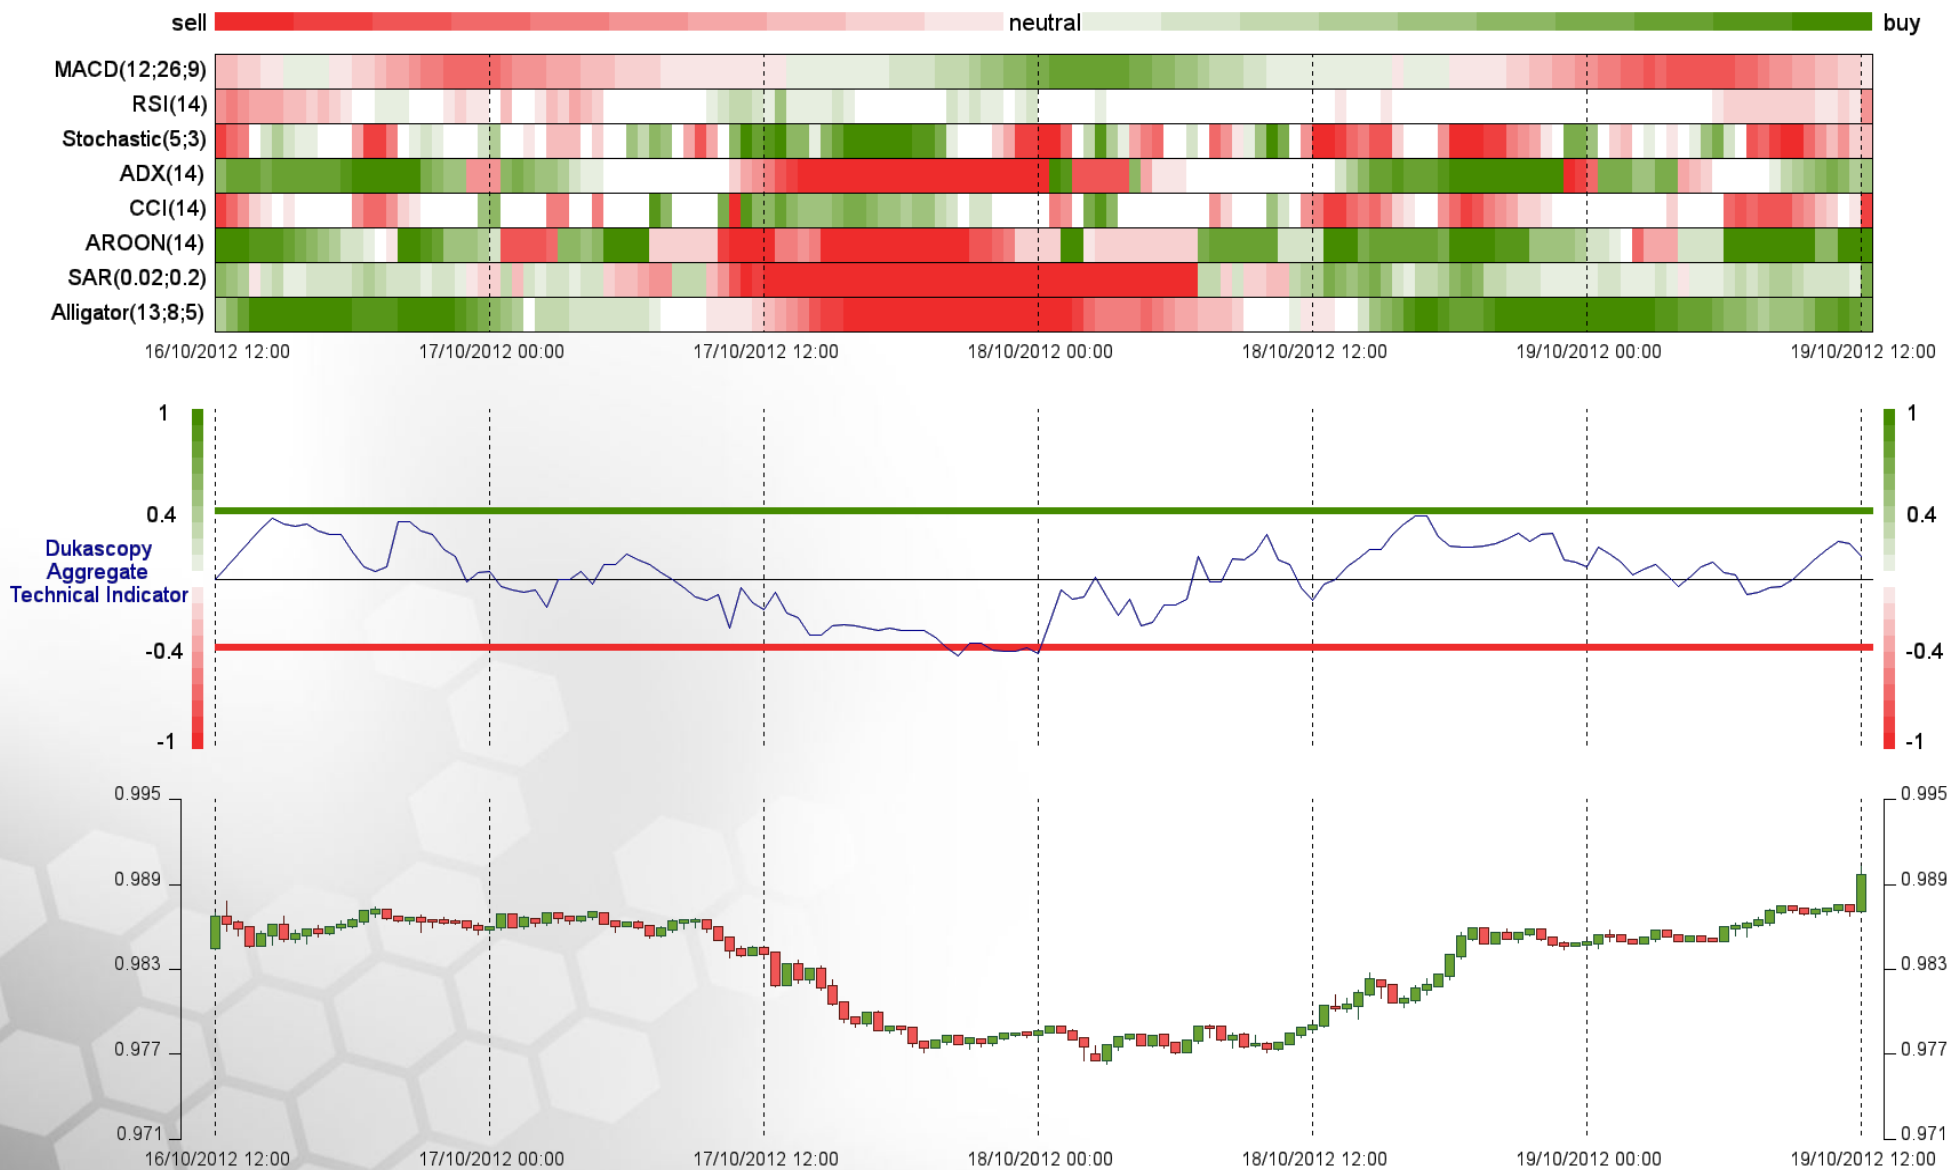 sell neutral buy
MACD(12;26;9)
RSI(14)
Stochastic(5;3)
ADX(14)
CCI(14)
AROON(14)
SAR(0.02;0.2)
Alligator(13;8;5)
16/10/2012 12:00 17/10/2012 00:00 17/10/2012 12:00 18/10/2012 00:00 18/10/2012 12:00 19/10/2012 00:00 19/10/2012 12:00
1 1
0.4 0.4
Dukascopy
Aggregate
Technical Indicator
-0.4 -0.4
-1 -1
0.995 0.995
0.989 0.989
0.983 0.983
0.977 0.977
0.971 0.971
16/10/2012 12:00 17/10/2012 00:00 17/10/2012 12:00 18/10/2012 00:00 18/10/2012 12:00 19/10/2012 00:00 19/10/2012 12:00